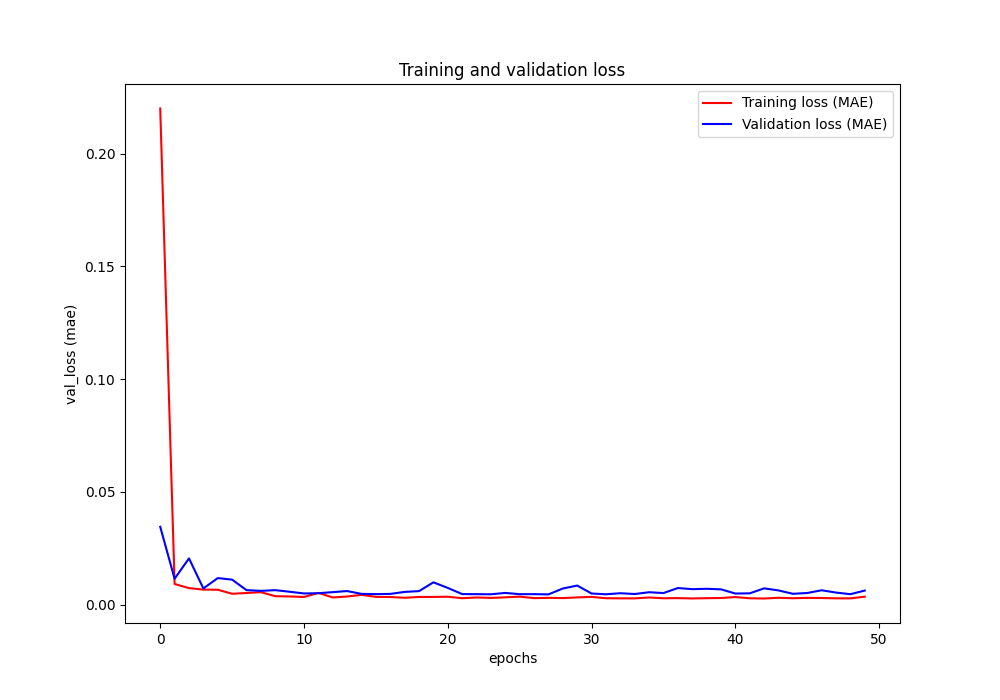 Training and validation loss
Training loss (MAE)
Validation loss (MAE)
val_loss (mae)
0.20
0.15
0.10
0.05
0.00
0 10 20 30 40 50
epochs